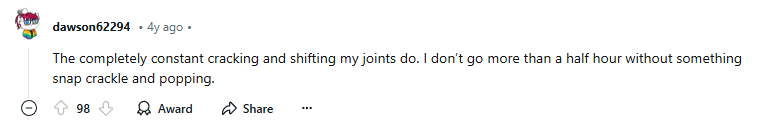 dawson62294 • 4y ago •
The completely constant cracking and shifting my joints do. I don’t go more than a half hour without something
snap crackle and popping.
98 Award Share ...